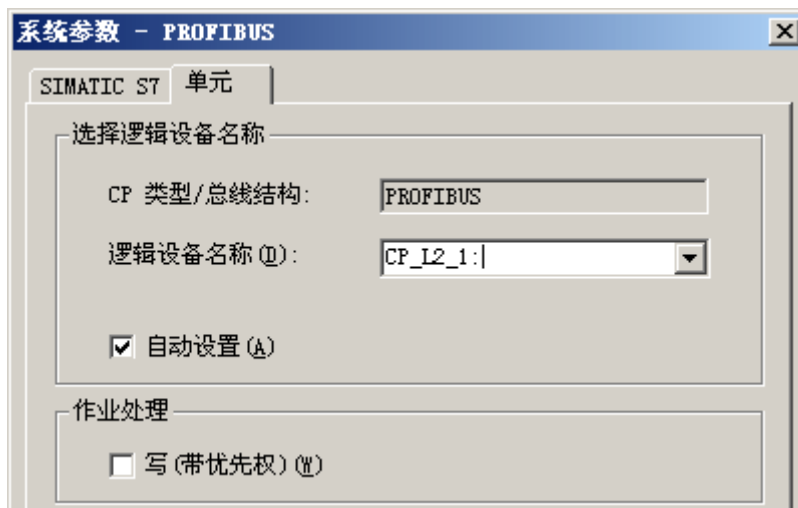 系统参数 - PROFIBUS
SIMATIC S7 单元
选择逻辑设备名称
CP 类型/总线结构: PROFIBUS
逻辑设备名称(D): CP_L2_1:
自动设置(A)
作业处理
写(带优先权)(W)